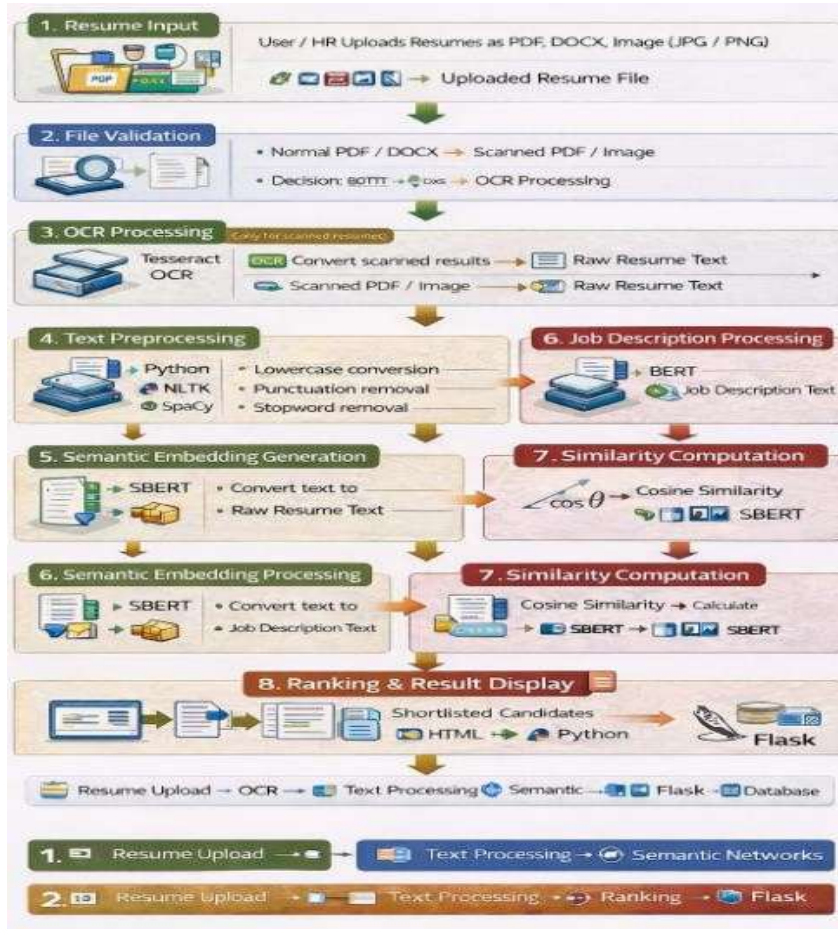 1. Resume Input
User / HR Uploads Resumes as PDF, DOCX, Image (JPG / PNG)
PDF
→ Uploaded Resume File
2. File Validation
• Normal PDF / DOCX → Scanned PDF / Image
• Decision: → → OCR Processing
3. OCR Processing
Tesseract OCR
OCR Convert scanned results → Raw Resume Text
Scanned PDF / Image → Raw Resume Text
4. Text Preprocessing
Python
NLTK
SpaCy
• Lowercase conversion
• Punctuation removal
• Stopword removal
6. Job Description Processing
BERT
Job Description Text
5. Semantic Embedding Generation
SBERT
• Convert text to
• Raw Resume Text
7. Similarity Computation
cos θ → Cosine Similarity
SBERT
6. Semantic Embedding Processing
SBERT
• Convert text to
• Job Description Text
7. Similarity Computation
Cosine Similarity → Calculate
→ SBERT → SBERT
8. Ranking & Result Display
Shortlisted Candidates
HTML → Python
Flask
Resume Upload → OCR → Text Processing Semantic → Flask → Database
1. Resume Upload → → Text Processing → Semantic Networks
2. Resume Upload → Text Processing → Ranking → Flask